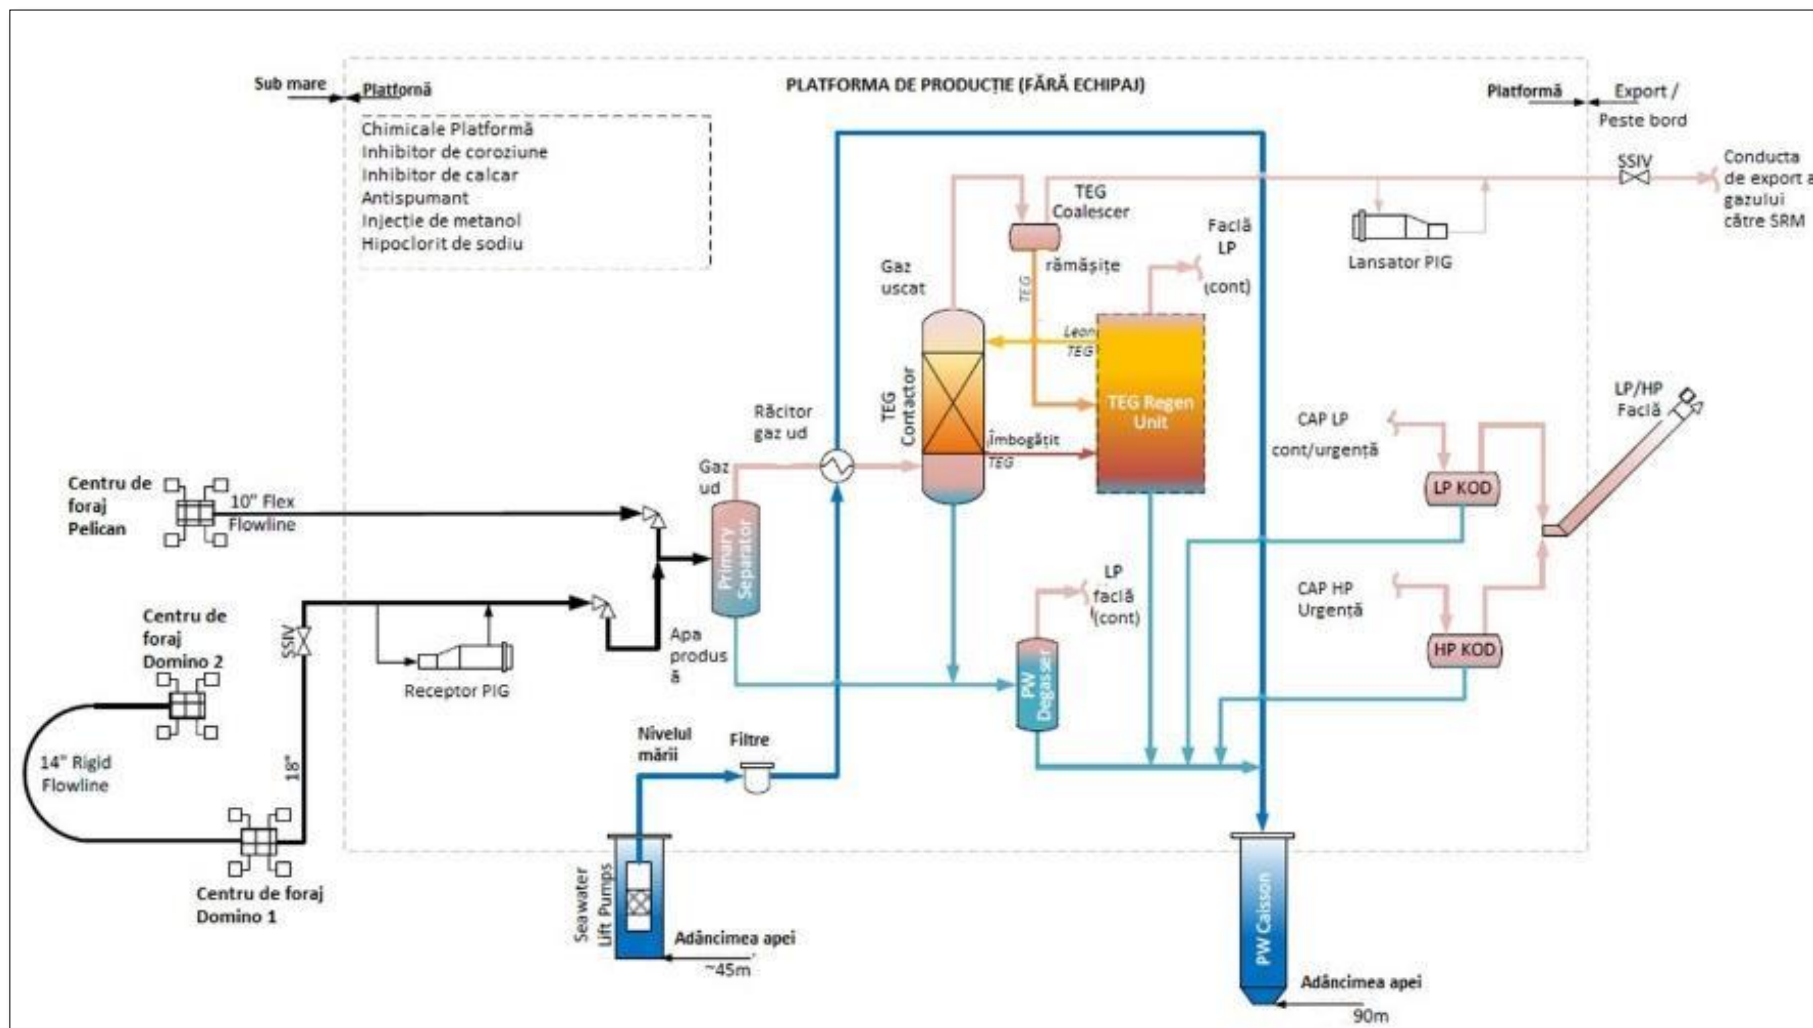 PLATFORMA DE PRODUCȚIE (FĂRĂ ECHIPAJ)
Sub mare
Platfornă
Platformă
Export /
Peste bord
Chimicale Platformă
Inhibitor de coroziune
Inhibitor de calcar
Antispumant
Injecție de metanol
Hipoclorit de sodiu
SSIV
Conducta
de export a
gazului
către SRM
Lansator PIG
TEG
Coalescer
rămășițe
TEG
Faclă
LP
(cont)
Gaz
uscat
Lean
TEG
TEG
Contactor
TEG Regen
Unit
Îmbogățit
TEG
Răcitor
gaz ud
Gaz
ud
LP/HP
Faclă
CAP LP
cont/urgență
LP KOD
CAP HP
Urgență
HP KOD
Centru de
foraj
Pelican
10" Flex
Flowline
Primary
Separator
Centru de
foraj
Domino 2
SSIV
Receptor PIG
Apa
produs
ă
LP
faclă
(cont)
PW
Degasser
14" Rigid
Flowline
18"
Nivelul
mării
Filtre
Centru de foraj
Domino 1
Seawater
Lift Pumps
Adâncimea apei
~45m
PW Caisson
Adâncimea apei
90m